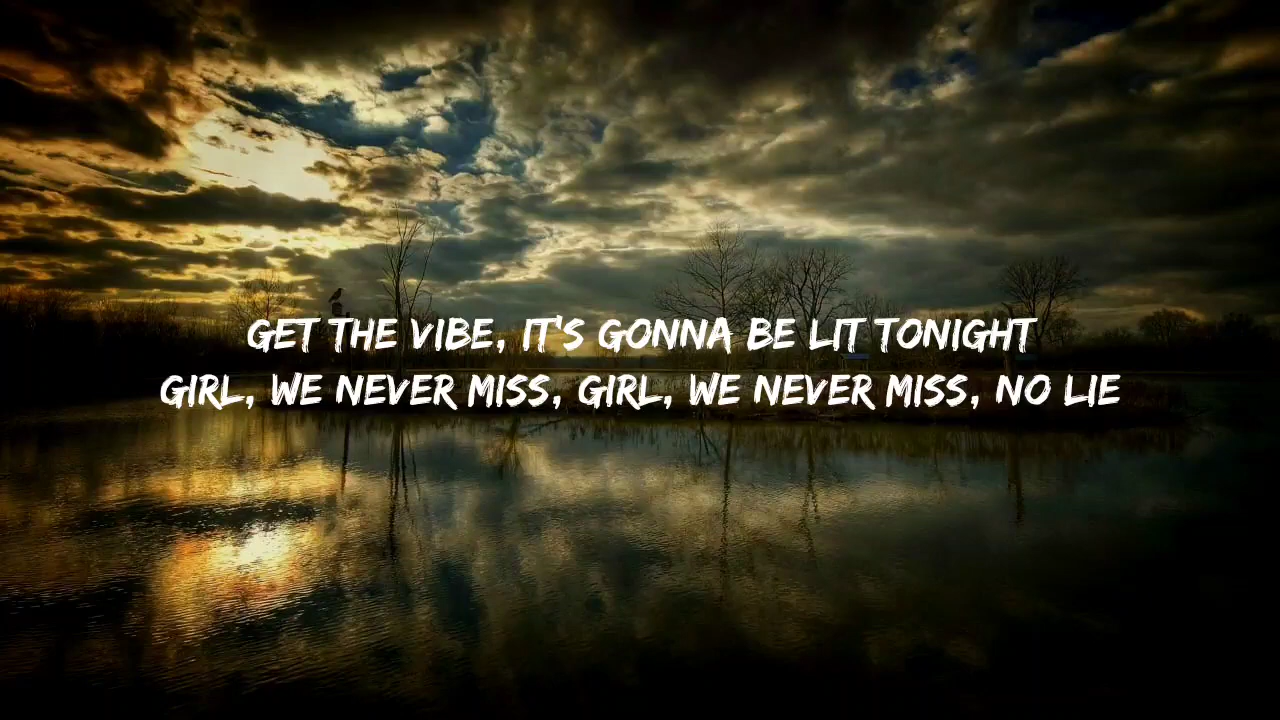 GET THE VIBE, IT'S GONNA BE LIT TONIGHT
GIRL, WE NEVER MISS, GIRL, WE NEVER MISS, NO LIE